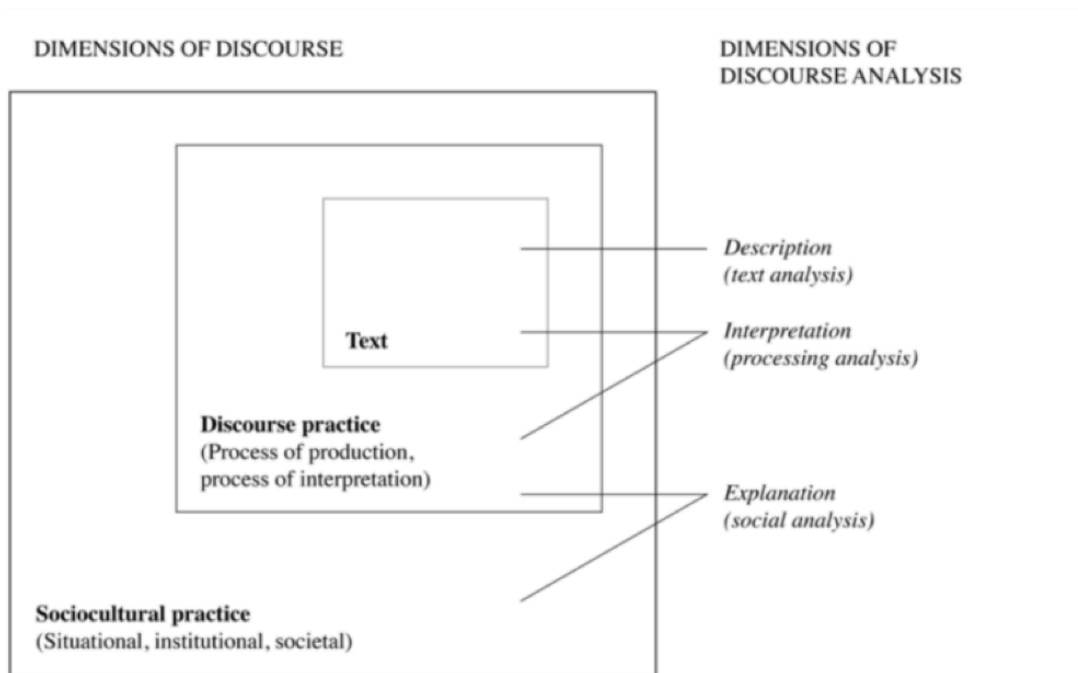 DIMENSIONS OF DISCOURSE
DIMENSIONS OF
DISCOURSE ANALYSIS
Description
(text analysis)
Text
Interpretation
(processing analysis)
Discourse practice
(Process of production,
process of interpretation)
Explanation
(social analysis)
Sociocultural practice
(Situational, institutional, societal)